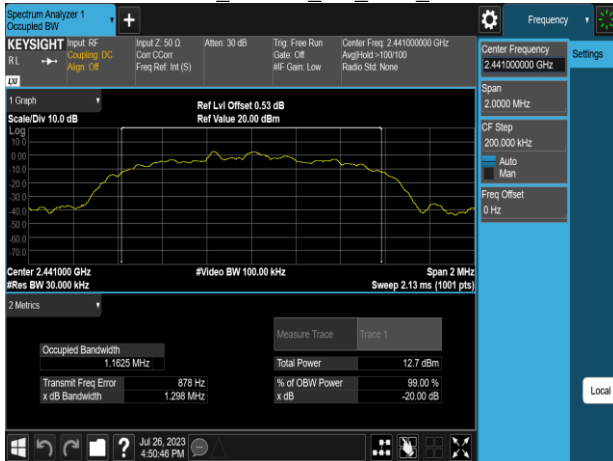 Spectrum Analyzer 1
Occupied BW
+
Frequency
KEYSIGHT
RL
LXI
Input: RF
Coupling: DC
Align: Off
Input Z: 50 Ω
Corr CCorr
Freq Ref: Int (S)
Atten: 30 dB
Trig: Free Run
Gate: Off
#IF Gain: Low
Center Freq: 2.441000000 GHz
Avg|Hold:>100/100
Radio Std: None
Center Frequency
2.441000000 GHz
Settings
Span
2.0000 MHz
CF Step
200.000 kHz
Auto
Man
Freq Offset
0 Hz
1 Graph
Scale/Div 10.0 dB
Ref Lvl Offset 0.53 dB
Ref Value 20.00 dBm
Log
10.0
0.00
-10.0
-20.0
-30.0
-40.0
-50.0
-60.0
-70.0
Center 2.441000 GHz
#Res BW 30.000 kHz
#Video BW 100.00 kHz
Span 2 MHz
Sweep 2.13 ms (1001 pts)
2 Metrics
Measure Trace Trace 1
Occupied Bandwidth
1.1625 MHz
Total Power 12.7 dBm
Transmit Freq Error 878 Hz
% of OBW Power 99.00 %
x dB Bandwidth 1.298 MHz
x dB -20.00 dB
Local
?
Jul 26, 2023
4:50:46 PM